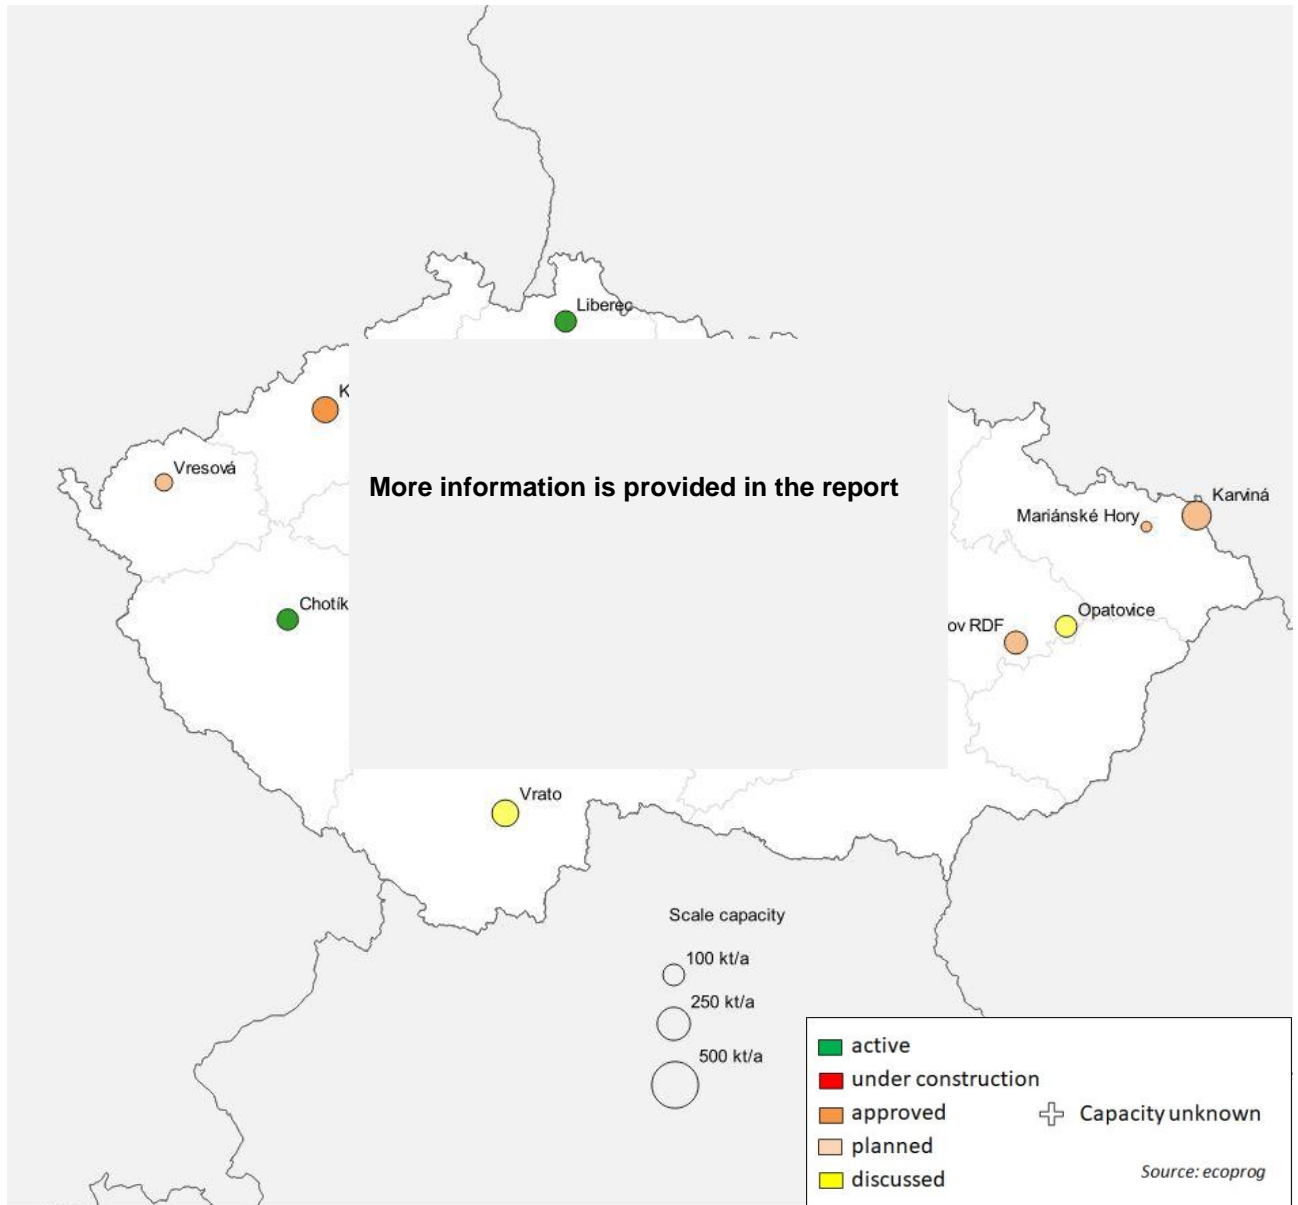 Liberec
K
Vresová
More information is provided in the report
Karviná
Mariánské Hory
Chotík
Opatovice
ov RDF
Vrato
Scale capacity
100 kt/a
250 kt/a
500 kt/a
active
under construction
approved
Capacity unknown
planned
discussed
Source: ecoprog